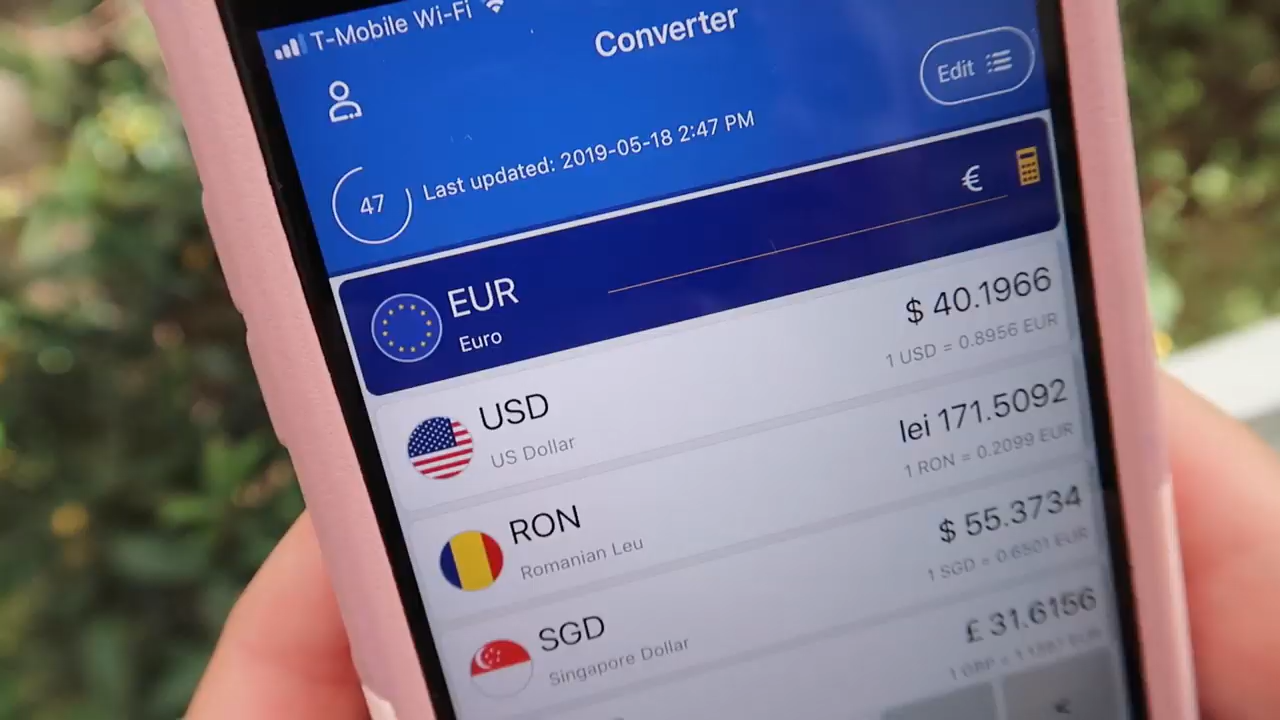 T-Mobile Wi-Fi
Converter
Edit
47
Last updated: 2019-05-18 2:47 PM
€
EUR
Euro
$ 40.1966
USD
1 USD = 0.8956 EUR
US Dollar
lei 171.5092
RON
1 RON = 0.2099 EUR
Romanian Leu
$ 55.3734
SGD
1 SGD = 0.6501 EUR
Singapore Dollar
£ 31.6156